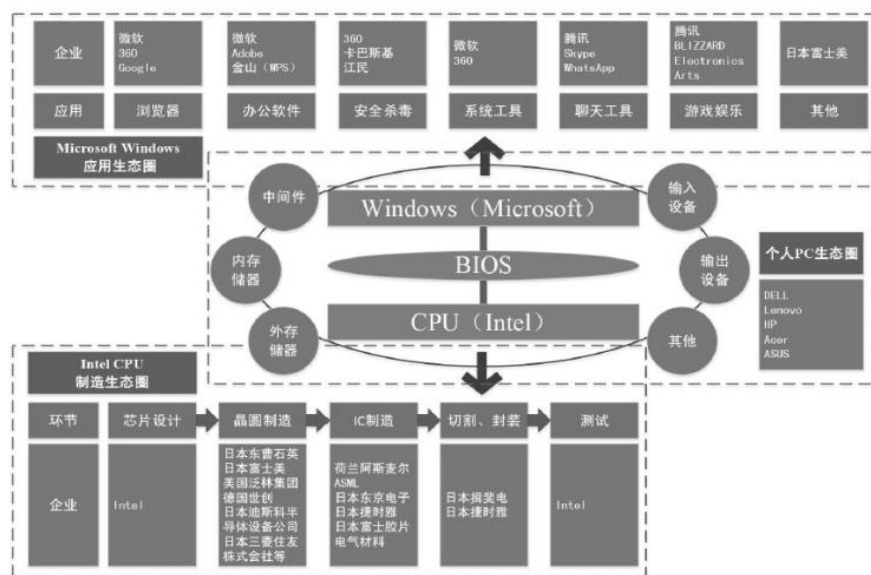 企业
微软
360
Google
微软
Adobe
金山（WPS）
360
卡巴斯基
江民
微软
360
腾讯
Skype
WhatsApp
腾讯
BLIZZARD
Electronics
Arts
日本富士美
应用
浏览器
办公软件
安全杀毒
系统工具
聊天工具
游戏娱乐
其他
Microsoft Windows
应用生态圈
中间件
Windows（Microsoft）
输入
设备
内存
储器
BIOS
输出
设备
个人PC生态圈
DELL
Lenovo
HP
Acer
ASUS
外存
储器
CPU（Intel）
其他
Intel CPU
制造生态圈
环节
芯片设计
晶圆制造
IC制造
切割、封装
测试
企业
Intel
日本东曹石英
日本富士美
美国泛林集团
德国世创
日本迪斯科半
导体设备公司
日本三要住友
株式会社等
荷兰阿斯麦尔
ASML
日本东京电子
日本捷时雅
日本富士胶片
电气材料
日本揖斐电
日本捷时雅
Intel